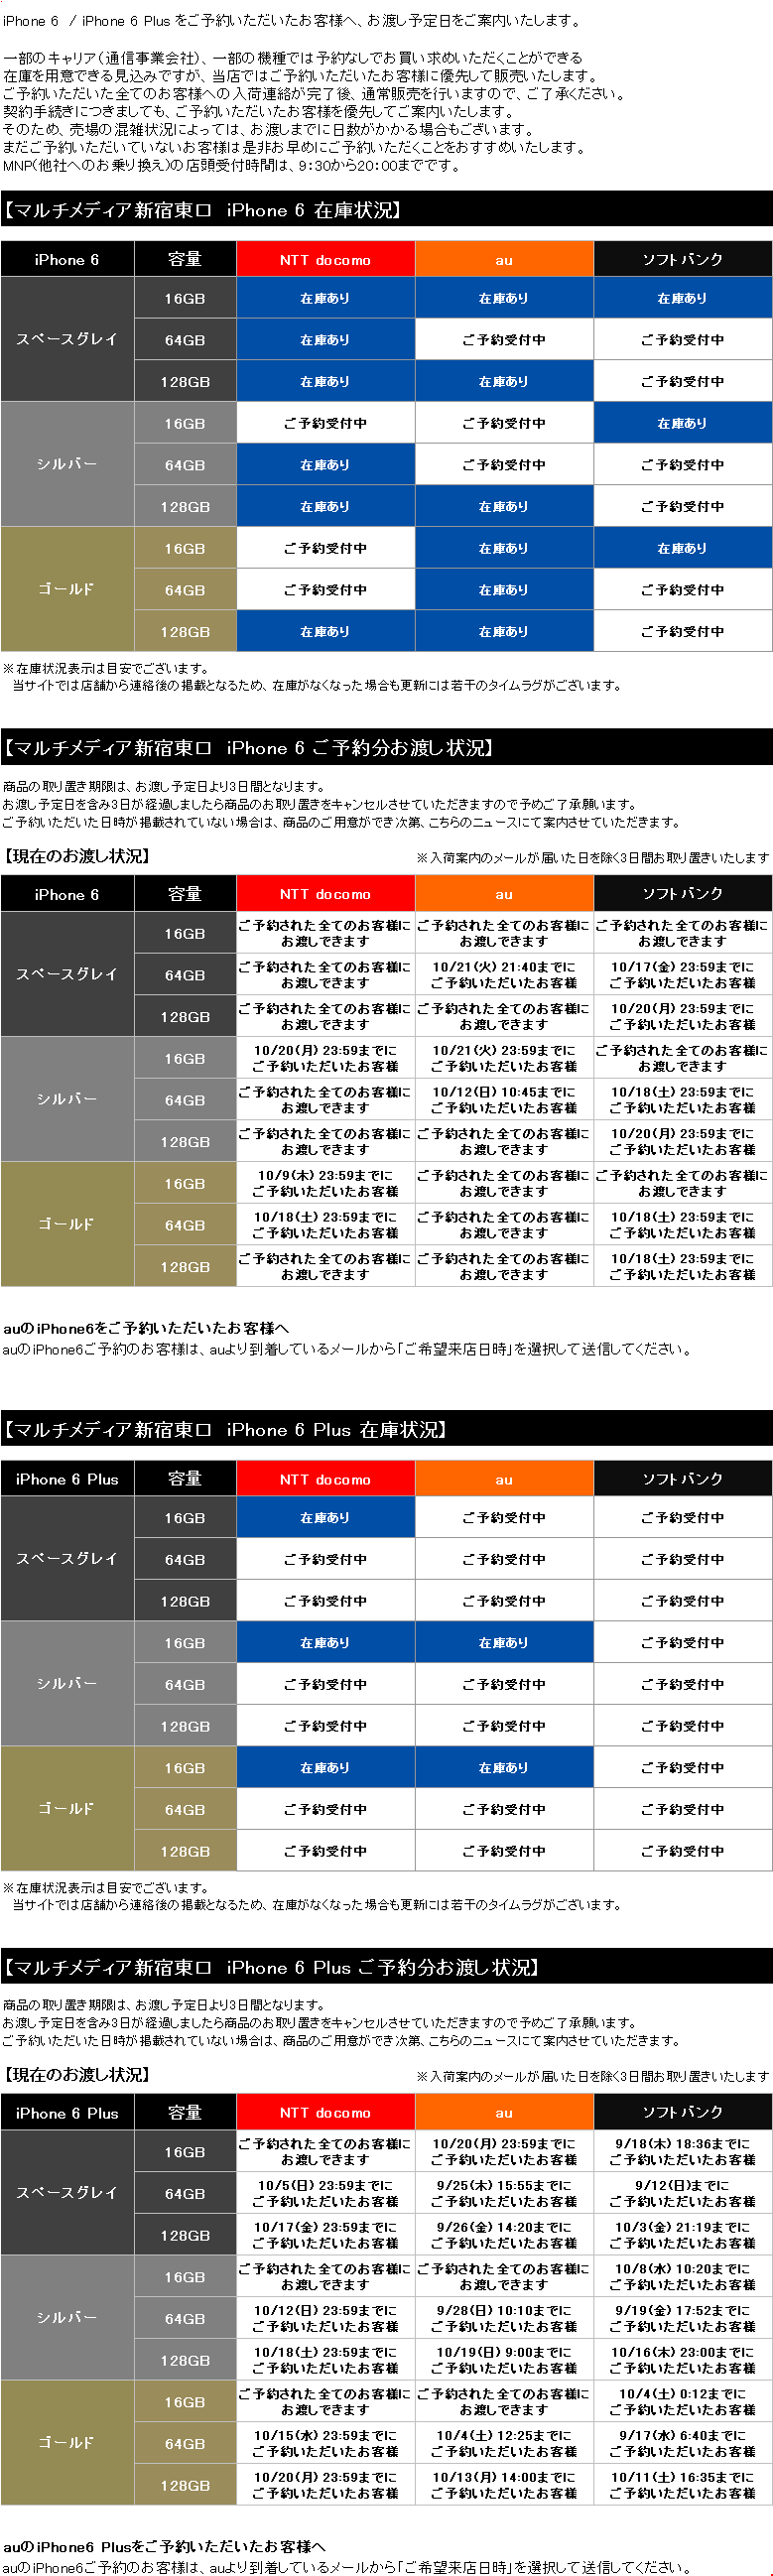 iPhone 6 / iPhone 6 Plus をご予約いただいたお客様へ、お渡し予定日をご案内いたします。
一部のキャリア（通信事業会社）、一部の機種では予約なしでお買い求めいただくことができる
在庫を用意できる見込みですが、当店ではご予約いただいたお客様に優先して販売いたします。
ご予約いただいた全てのお客様への入荷連絡が完了後、通常販売を行いますので、ご了承ください。
契約手続きにつきましても、ご予約いただいたお客様を優先してご案内いたします。
そのため、売場の混雑状況によっては、お渡しまでに日数がかかる場合もございます。
まだご予約いただいていないお客様は是非お早めにご予約いただくことをおすすめいたします。
MNP(他社へのお乗り換え)の店頭受付時間は、9:30から20:00までです。
【マルチメディア新宿東口 iPhone 6 在庫状況】
iPhone 6 容量 NTT docomo au ソフトバンク
スペースグレイ
16GB 在庫あり 在庫あり 在庫あり
64GB 在庫あり ご予約受付中 ご予約受付中
128GB 在庫あり 在庫あり ご予約受付中
シルバー
16GB ご予約受付中 ご予約受付中 在庫あり
64GB 在庫あり ご予約受付中 ご予約受付中
128GB 在庫あり 在庫あり ご予約受付中
ゴールド
16GB ご予約受付中 在庫あり 在庫あり
64GB ご予約受付中 在庫あり ご予約受付中
128GB 在庫あり 在庫あり ご予約受付中
※在庫状況表示は目安でございます。
当サイトでは店舗から連絡後の掲載となるため、在庫がなくなった場合も更新には若干のタイムラグがございます。
【マルチメディア新宿東口 iPhone 6 ご予約分お渡し状況】
商品の取り置き期限は、お渡し予定日より3日間となります。
お渡し予定日を含み3日が経過しましたら商品のお取り置きをキャンセルさせていただきますので予めご了承願います。
ご予約いただいた日時が掲載されていない場合は、商品のご用意ができ次第、こちらのニュースにて案内させていただきます。
【現在のお渡し状況】 ※入荷案内のメールが届いた日を除く3日間お取り置きいたします
iPhone 6 容量 NTT docomo au ソフトバンク
スペースグレイ
16GB ご予約された全てのお客様にお渡しできます ご予約された全てのお客様にお渡しできます ご予約された全てのお客様にお渡しできます
64GB ご予約された全てのお客様にお渡しできます 10/21(火) 21:40までにご予約いただいたお客様 10/17(金) 23:59までにご予約いただいたお客様
128GB ご予約された全てのお客様にお渡しできます ご予約された全てのお客様にお渡しできます 10/20(月) 23:59までにご予約いただいたお客様
シルバー
16GB 10/20(月) 23:59までにご予約いただいたお客様 10/21(火) 23:59までにご予約いただいたお客様 ご予約された全てのお客様にお渡しできます
64GB ご予約された全てのお客様にお渡しできます 10/12(日) 10:45までにご予約いただいたお客様 10/18(土) 23:59までにご予約いただいたお客様
128GB ご予約された全てのお客様にお渡しできます ご予約された全てのお客様にお渡しできます 10/20(月) 23:59までにご予約いただいたお客様
ゴールド
16GB 10/9(木) 23:59までにご予約いただいたお客様 ご予約された全てのお客様にお渡しできます ご予約された全てのお客様にお渡しできます
64GB 10/18(土) 23:59までにご予約いただいたお客様 ご予約された全てのお客様にお渡しできます 10/18(土) 23:59までにご予約いただいたお客様
128GB ご予約された全てのお客様にお渡しできます ご予約された全てのお客様にお渡しできます 10/18(土) 23:59までにご予約いただいたお客様
auのiPhone6をご予約いただいたお客様へ
auのiPhone6ご予約のお客様は、auより到着しているメールから「ご希望来店日時」を選択して送信してください。
【マルチメディア新宿東口 iPhone 6 Plus 在庫状況】
iPhone 6 Plus 容量 NTT docomo au ソフトバンク
スペースグレイ
16GB 在庫あり ご予約受付中 ご予約受付中
64GB ご予約受付中 ご予約受付中 ご予約受付中
128GB ご予約受付中 ご予約受付中 ご予約受付中
シルバー
16GB 在庫あり 在庫あり ご予約受付中
64GB ご予約受付中 ご予約受付中 ご予約受付中
128GB ご予約受付中 ご予約受付中 ご予約受付中
ゴールド
16GB 在庫あり 在庫あり ご予約受付中
64GB ご予約受付中 ご予約受付中 ご予約受付中
128GB ご予約受付中 ご予約受付中 ご予約受付中
※在庫状況表示は目安でございます。
当サイトでは店舗から連絡後の掲載となるため、在庫がなくなった場合も更新には若干のタイムラグがございます。
【マルチメディア新宿東口 iPhone 6 Plus ご予約分お渡し状況】
商品の取り置き期限は、お渡し予定日より3日間となります。
お渡し予定日を含み3日が経過しましたら商品のお取り置きをキャンセルさせていただきますので予めご了承願います。
ご予約いただいた日時が掲載されていない場合は、商品のご用意ができ次第、こちらのニュースにて案内させていただきます。
【現在のお渡し状況】 ※入荷案内のメールが届いた日を除く3日間お取り置きいたします
iPhone 6 Plus 容量 NTT docomo au ソフトバンク
スペースグレイ
16GB ご予約された全てのお客様にお渡しできます 10/20(月) 23:59までにご予約いただいたお客様 9/18(木) 18:36までにご予約いただいたお客様
64GB 10/5(日) 23:59までにご予約いただいたお客様 9/25(木) 15:55までにご予約いただいたお客様 9/12(日)までにご予約いただいたお客様
128GB 10/17(金) 23:59までにご予約いただいたお客様 9/26(金) 14:20までにご予約いただいたお客様 10/3(金) 21:19までにご予約いただいたお客様
シルバー
16GB ご予約された全てのお客様にお渡しできます ご予約された全てのお客様にお渡しできます 10/8(水) 10:20までにご予約いただいたお客様
64GB 10/12(日) 23:59までにご予約いただいたお客様 9/28(日) 10:10までにご予約いただいたお客様 9/19(金) 17:52までにご予約いただいたお客様
128GB 10/18(土) 23:59までにご予約いただいたお客様 10/19(日) 9:00までにご予約いただいたお客様 10/16(木) 23:00までにご予約いただいたお客様
ゴールド
16GB ご予約された全てのお客様にお渡しできます ご予約された全てのお客様にお渡しできます 10/4(土) 0:12までにご予約いただいたお客様
64GB 10/15(水) 23:59までにご予約いただいたお客様 10/4(土) 12:25までにご予約いただいたお客様 9/17(水) 6:40までにご予約いただいたお客様
128GB 10/20(月) 23:59までにご予約いただいたお客様 10/13(月) 14:00までにご予約いただいたお客様 10/11(土) 16:35までにご予約いただいたお客様
auのiPhone6 Plusをご予約いただいたお客様へ
auのiPhone6ご予約のお客様は、auより到着しているメールから「ご希望来店日時」を選択して送信してください。